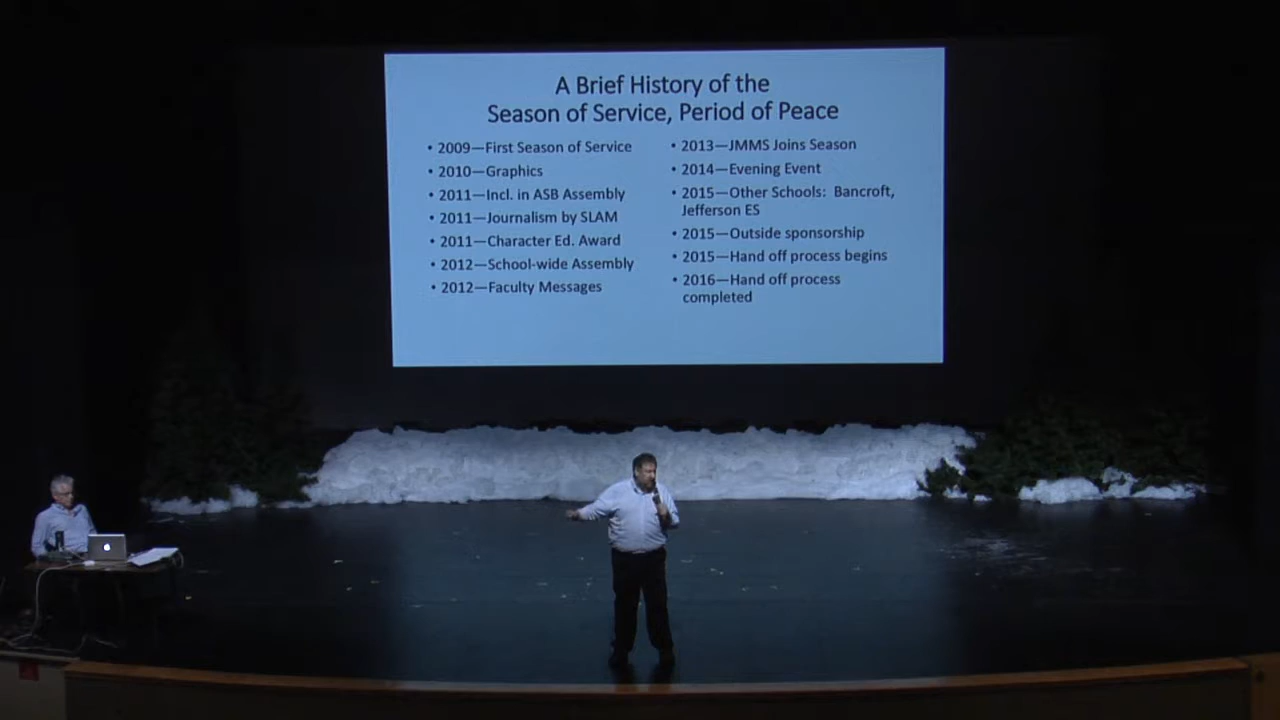 A Brief History of the
Season of Service, Period of Peace
• 2009—First Season of Service
• 2010—Graphics
• 2011—Incl. in ASB Assembly
• 2011—Journalism by SLAM
• 2011—Character Ed. Award
• 2012—School-wide Assembly
• 2012—Faculty Messages
• 2013—JMMS Joins Season
• 2014—Evening Event
• 2015—Other Schools: Bancroft,
Jefferson ES
• 2015—Outside sponsorship
• 2015—Hand off process begins
• 2016—Hand off process
completed